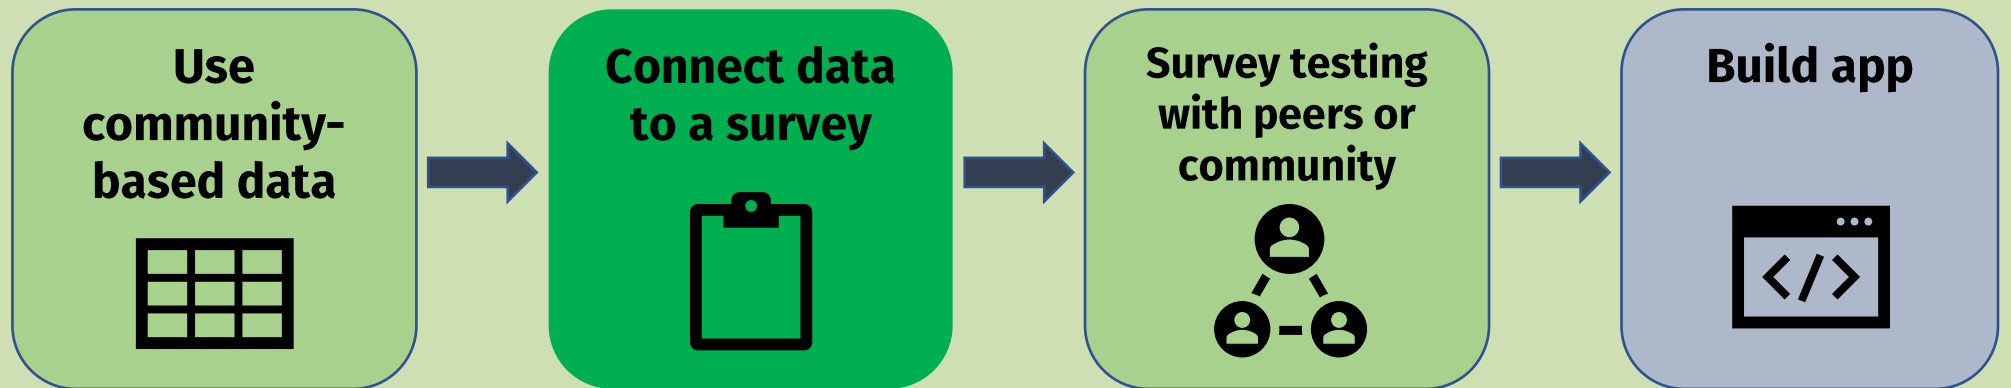 Use
community-
based data
Connect data
to a survey
Survey testing
with peers or
community
Build app